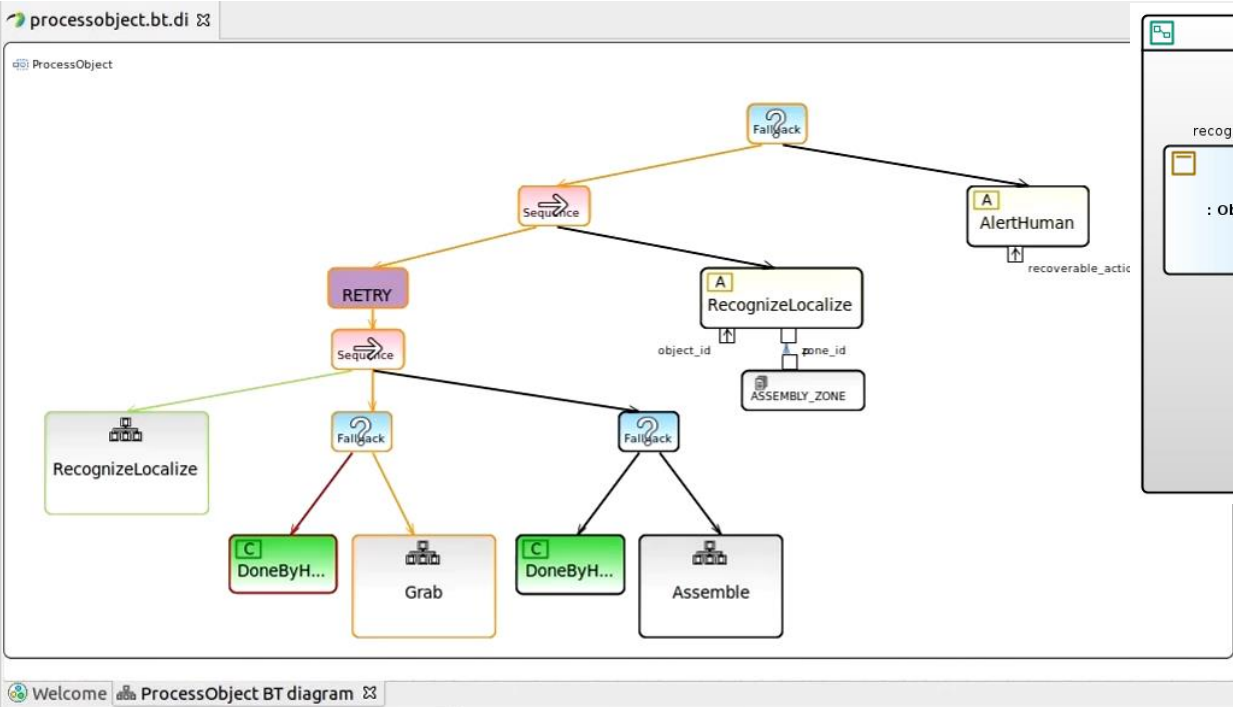 processobject.bt.di
ProcessObject
Fallback
Sequence
A
AlertHuman
recoverable_actio
recog
: Ob
RETRY
A
RecognizeLocalize
object_id
zone_id
ASSEMBLY_ZONE
Sequence
RecognizeLocalize
Fallback
Fallback
C
DoneByH...
Grab
C
DoneByH...
Assemble
Welcome
ProcessObject BT diagram